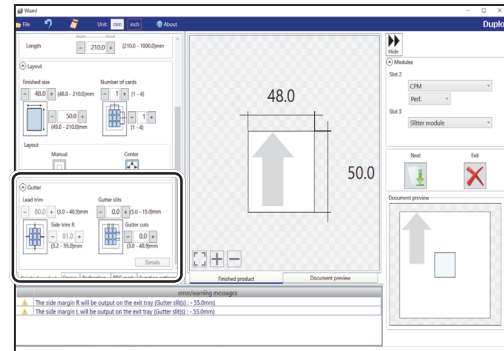 Wizard
File Unit: mm inch About Duplo
Length - 210.0 + (210.0 - 1000.0)mm
Layout
Finished size Number of cards
- 48.0 + (48.0 - 210.0)mm - 1 + (1 - 4)
- 50.0 +
(49.0 - 210.0)mm
- 1 +
(1 - 4)
Layout
Manual Center
Gutter
Lead trim Gutter slits
- 80.0 + (3.0 - 48.9)mm - 0.0 + (5.0 - 15.0)mm
Side trim R Gutter cuts
- 81.0 + - 0.0 +
(3.2 - 55.0)mm (3.0 - 48.9)mm
Details
48.0
50.0
Finished product Document preview
Hide
Modules
Slot 2
CPM
Perf.
Slot 3
Slitter module
Next Exit
Document preview
error/warning messages
The side margin R will be output on the exit tray (Gutter slit(s) : - 55.0mm)
The side margin L will be output on the exit tray (Gutter slit(s) : - 55.0mm)